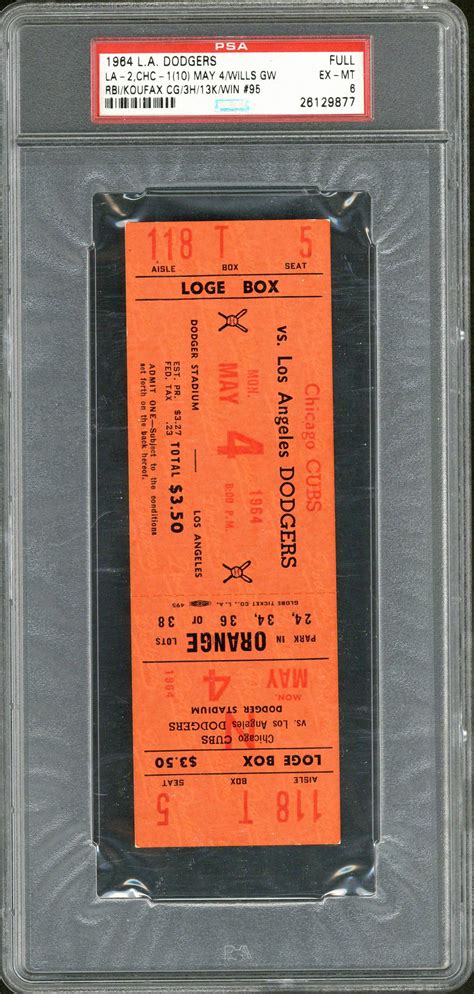 PSA
1964 L.A. DODGERS FULL
LA-2,CHC-1(10) MAY 4/WILLS GW EX-MT
RBI/KOUFAX CG/3H/13K/WIN #95 6
26129877
118 T 5
AISLE BOX SEAT
LOGE BOX
Chicago CUBS
vs. Los Angeles DODGERS
MON. 1964
MAY 4 8:00 P.M.
DODGER STADIUM LOS ANGELES
EST. PR. $3.27
FED. TAX .23
TOTAL $3.50
ADMIT ONE—Subject to the conditions
set forth on the back hereof.
GLOBE TICKET CO., L.A. 495
PARK IN ORANGE LOTS
24, 34, 36 or 38
MON. 1964
MAY 4
N
Chicago CUBS
vs. Los Angeles DODGERS
DODGER STADIUM
$3.50 LOGE BOX
SEAT BOX AISLE
5 118 T
PSA